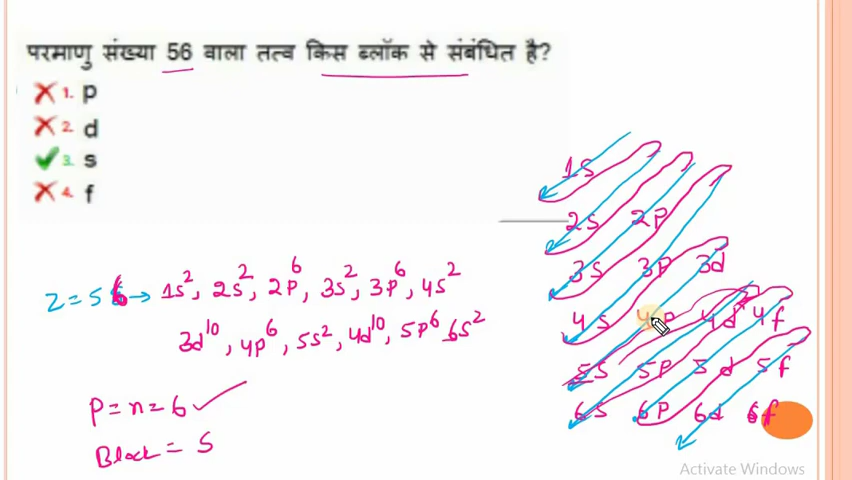 परमाणु संख्या 56 वाला तत्व किस ब्लॉक से संबंधित है?
1. p
2. d
3. s
4. f
1s
2s 2p
3s 3p 3d
4s 4p 4d 4f
5s 5p 5d 5f
6s 6p 6d 6f
Z = 56 → 1s², 2s², 2p⁶, 3s², 3p⁶, 4s²
3d¹⁰, 4p⁶, 5s², 4d¹⁰, 5p⁶ 6s²
P = n = 6 ✓
Block = S
Activate Windows